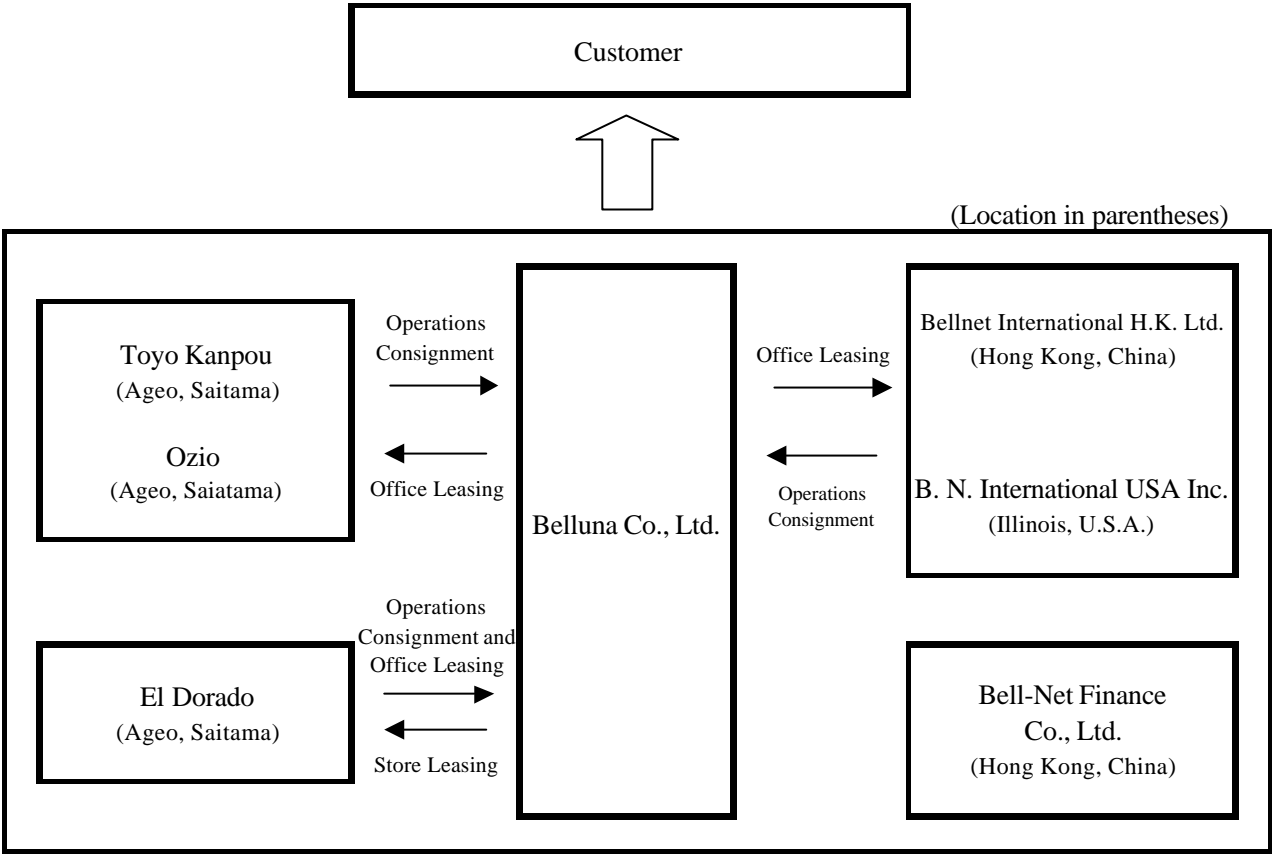 Customer
(Location in parentheses)
Toyo Kanpou
(Ageo, Saitama)
Ozio
(Ageo, Saiatama)
Operations
Consignment
Office Leasing
Belluna Co., Ltd.
Office Leasing
Operations
Consignment
Bellnet International H.K. Ltd.
(Hong Kong, China)
B. N. International USA Inc.
(Illinois, U.S.A.)
El Dorado
(Ageo, Saitama)
Operations
Consignment and
Office Leasing
Store Leasing
Bell-Net Finance
Co., Ltd.
(Hong Kong, China)